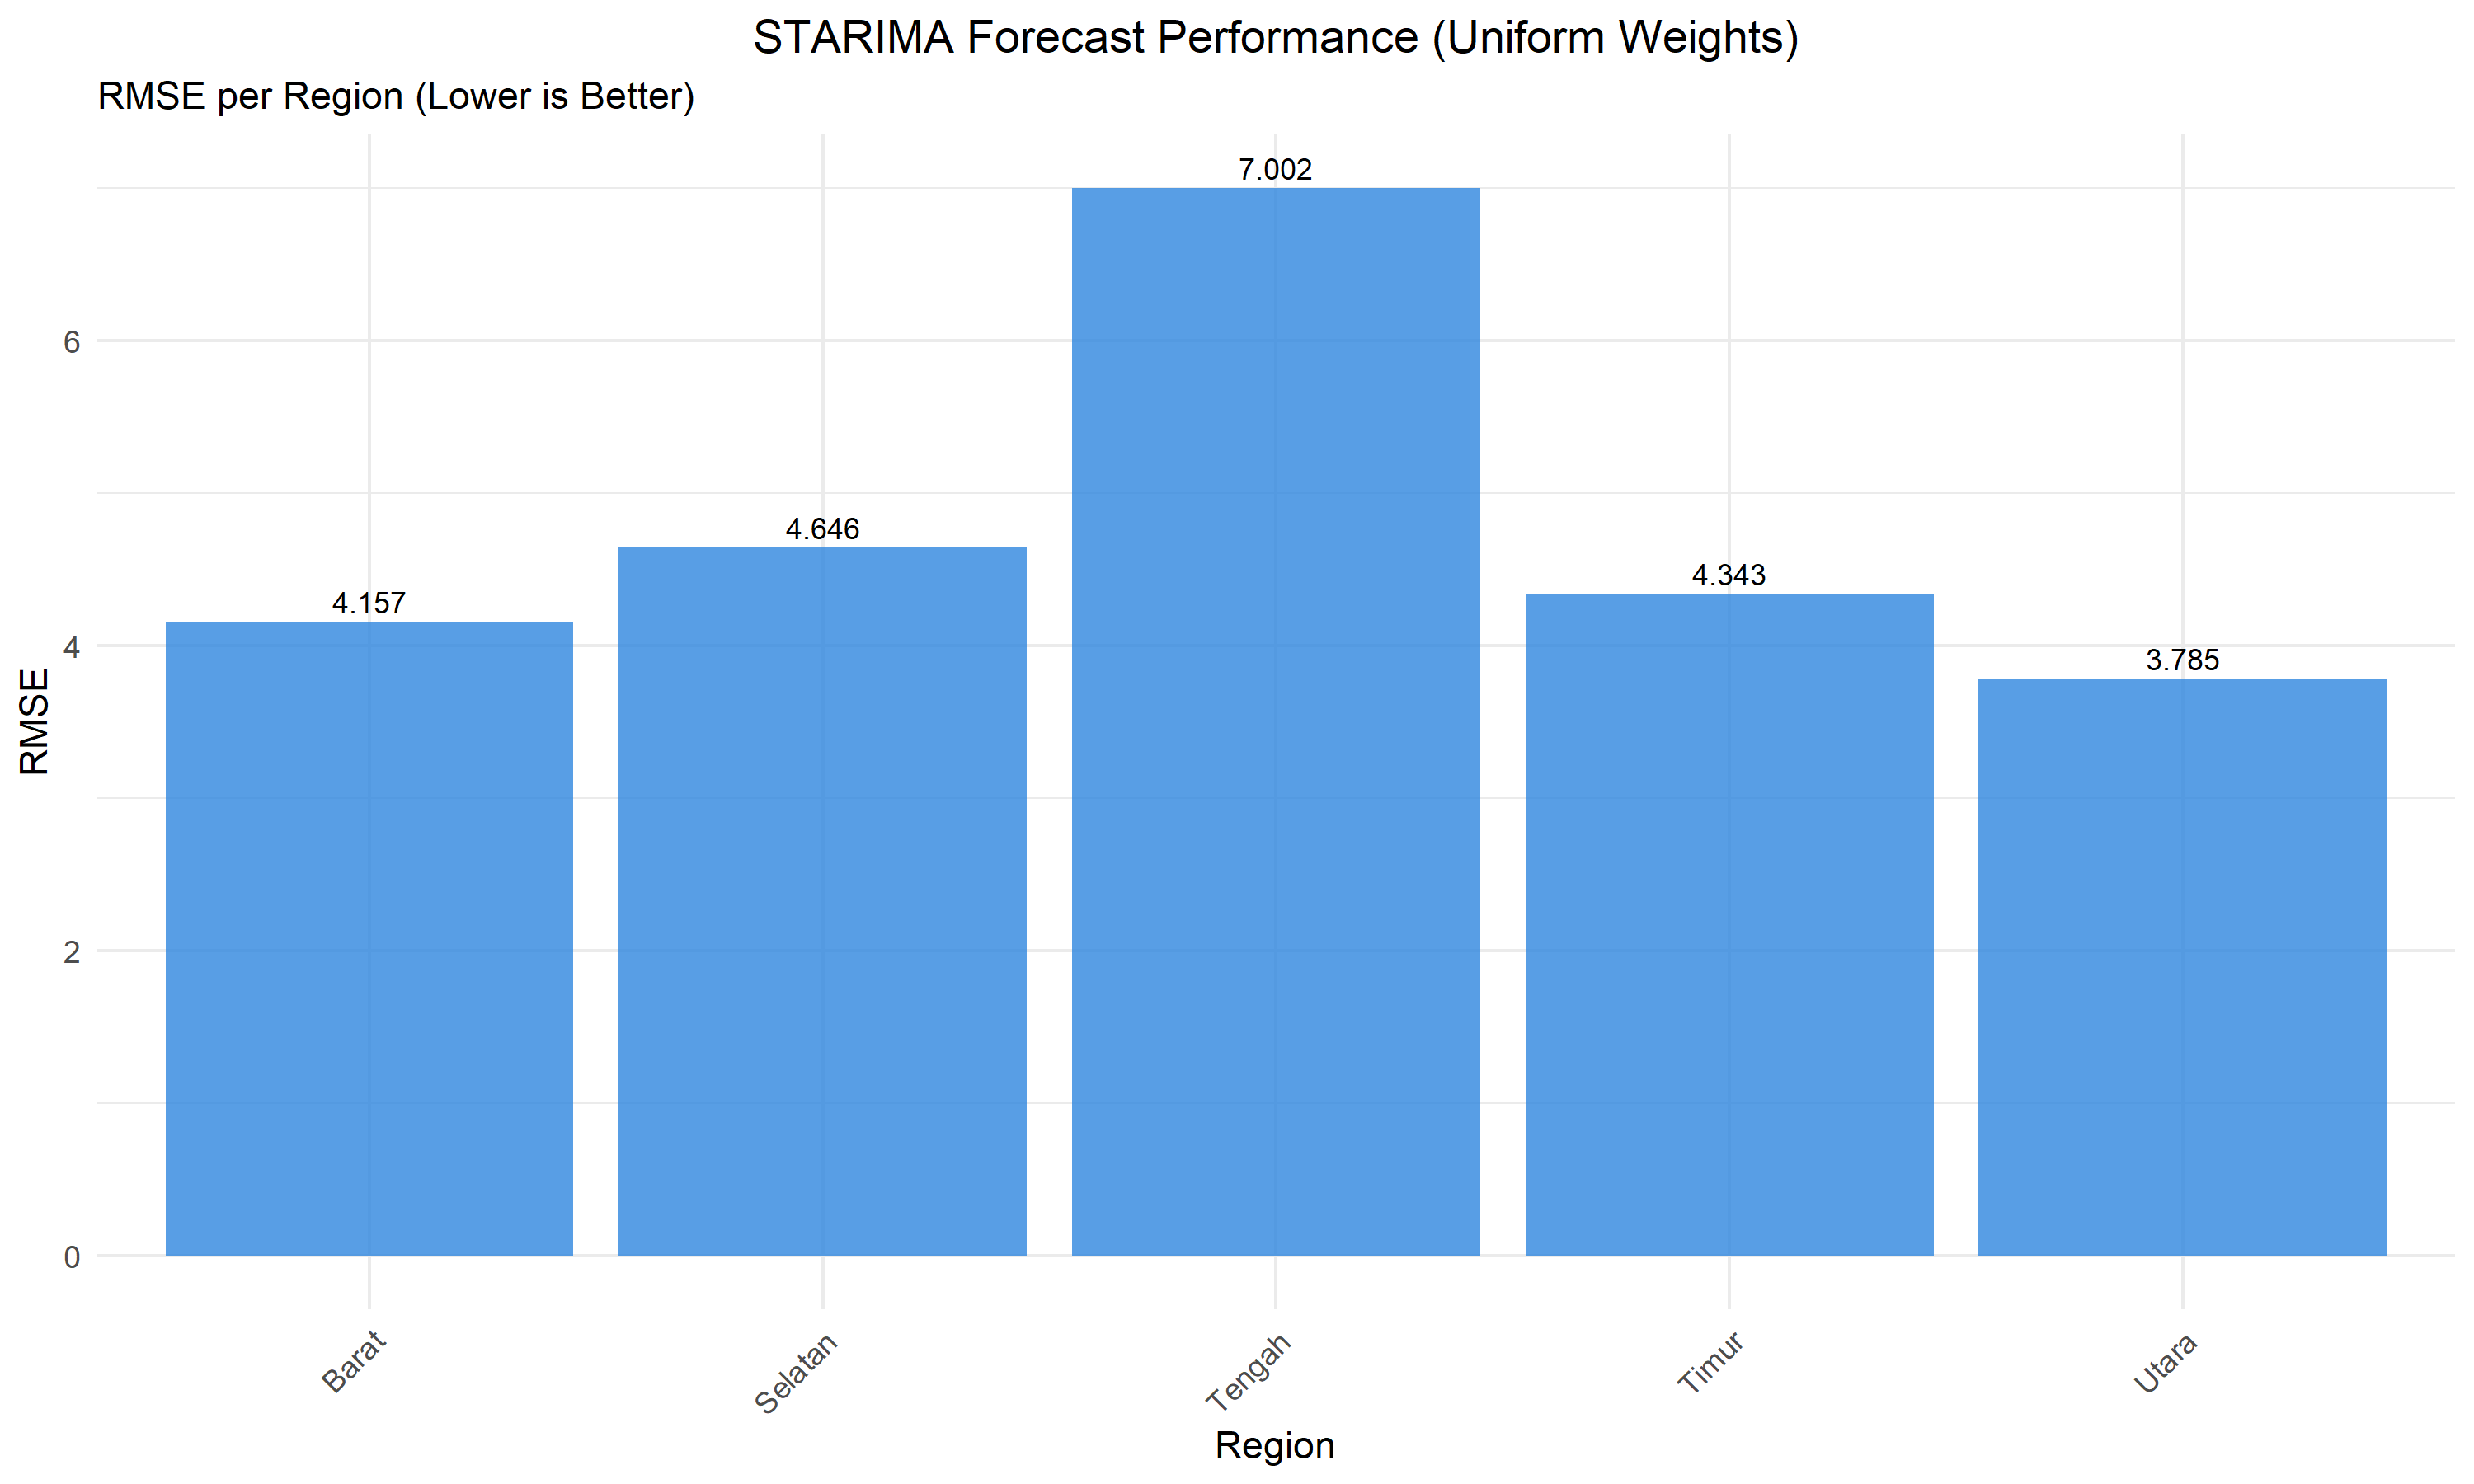 STARIMA Forecast Performance (Uniform Weights)
RMSE per Region (Lower is Better)
7.002
6
4.646
4.343
4.157
4
3.785
RMSE
2
0
Barat
Selatan
Tengah
Timur
Utara
Region